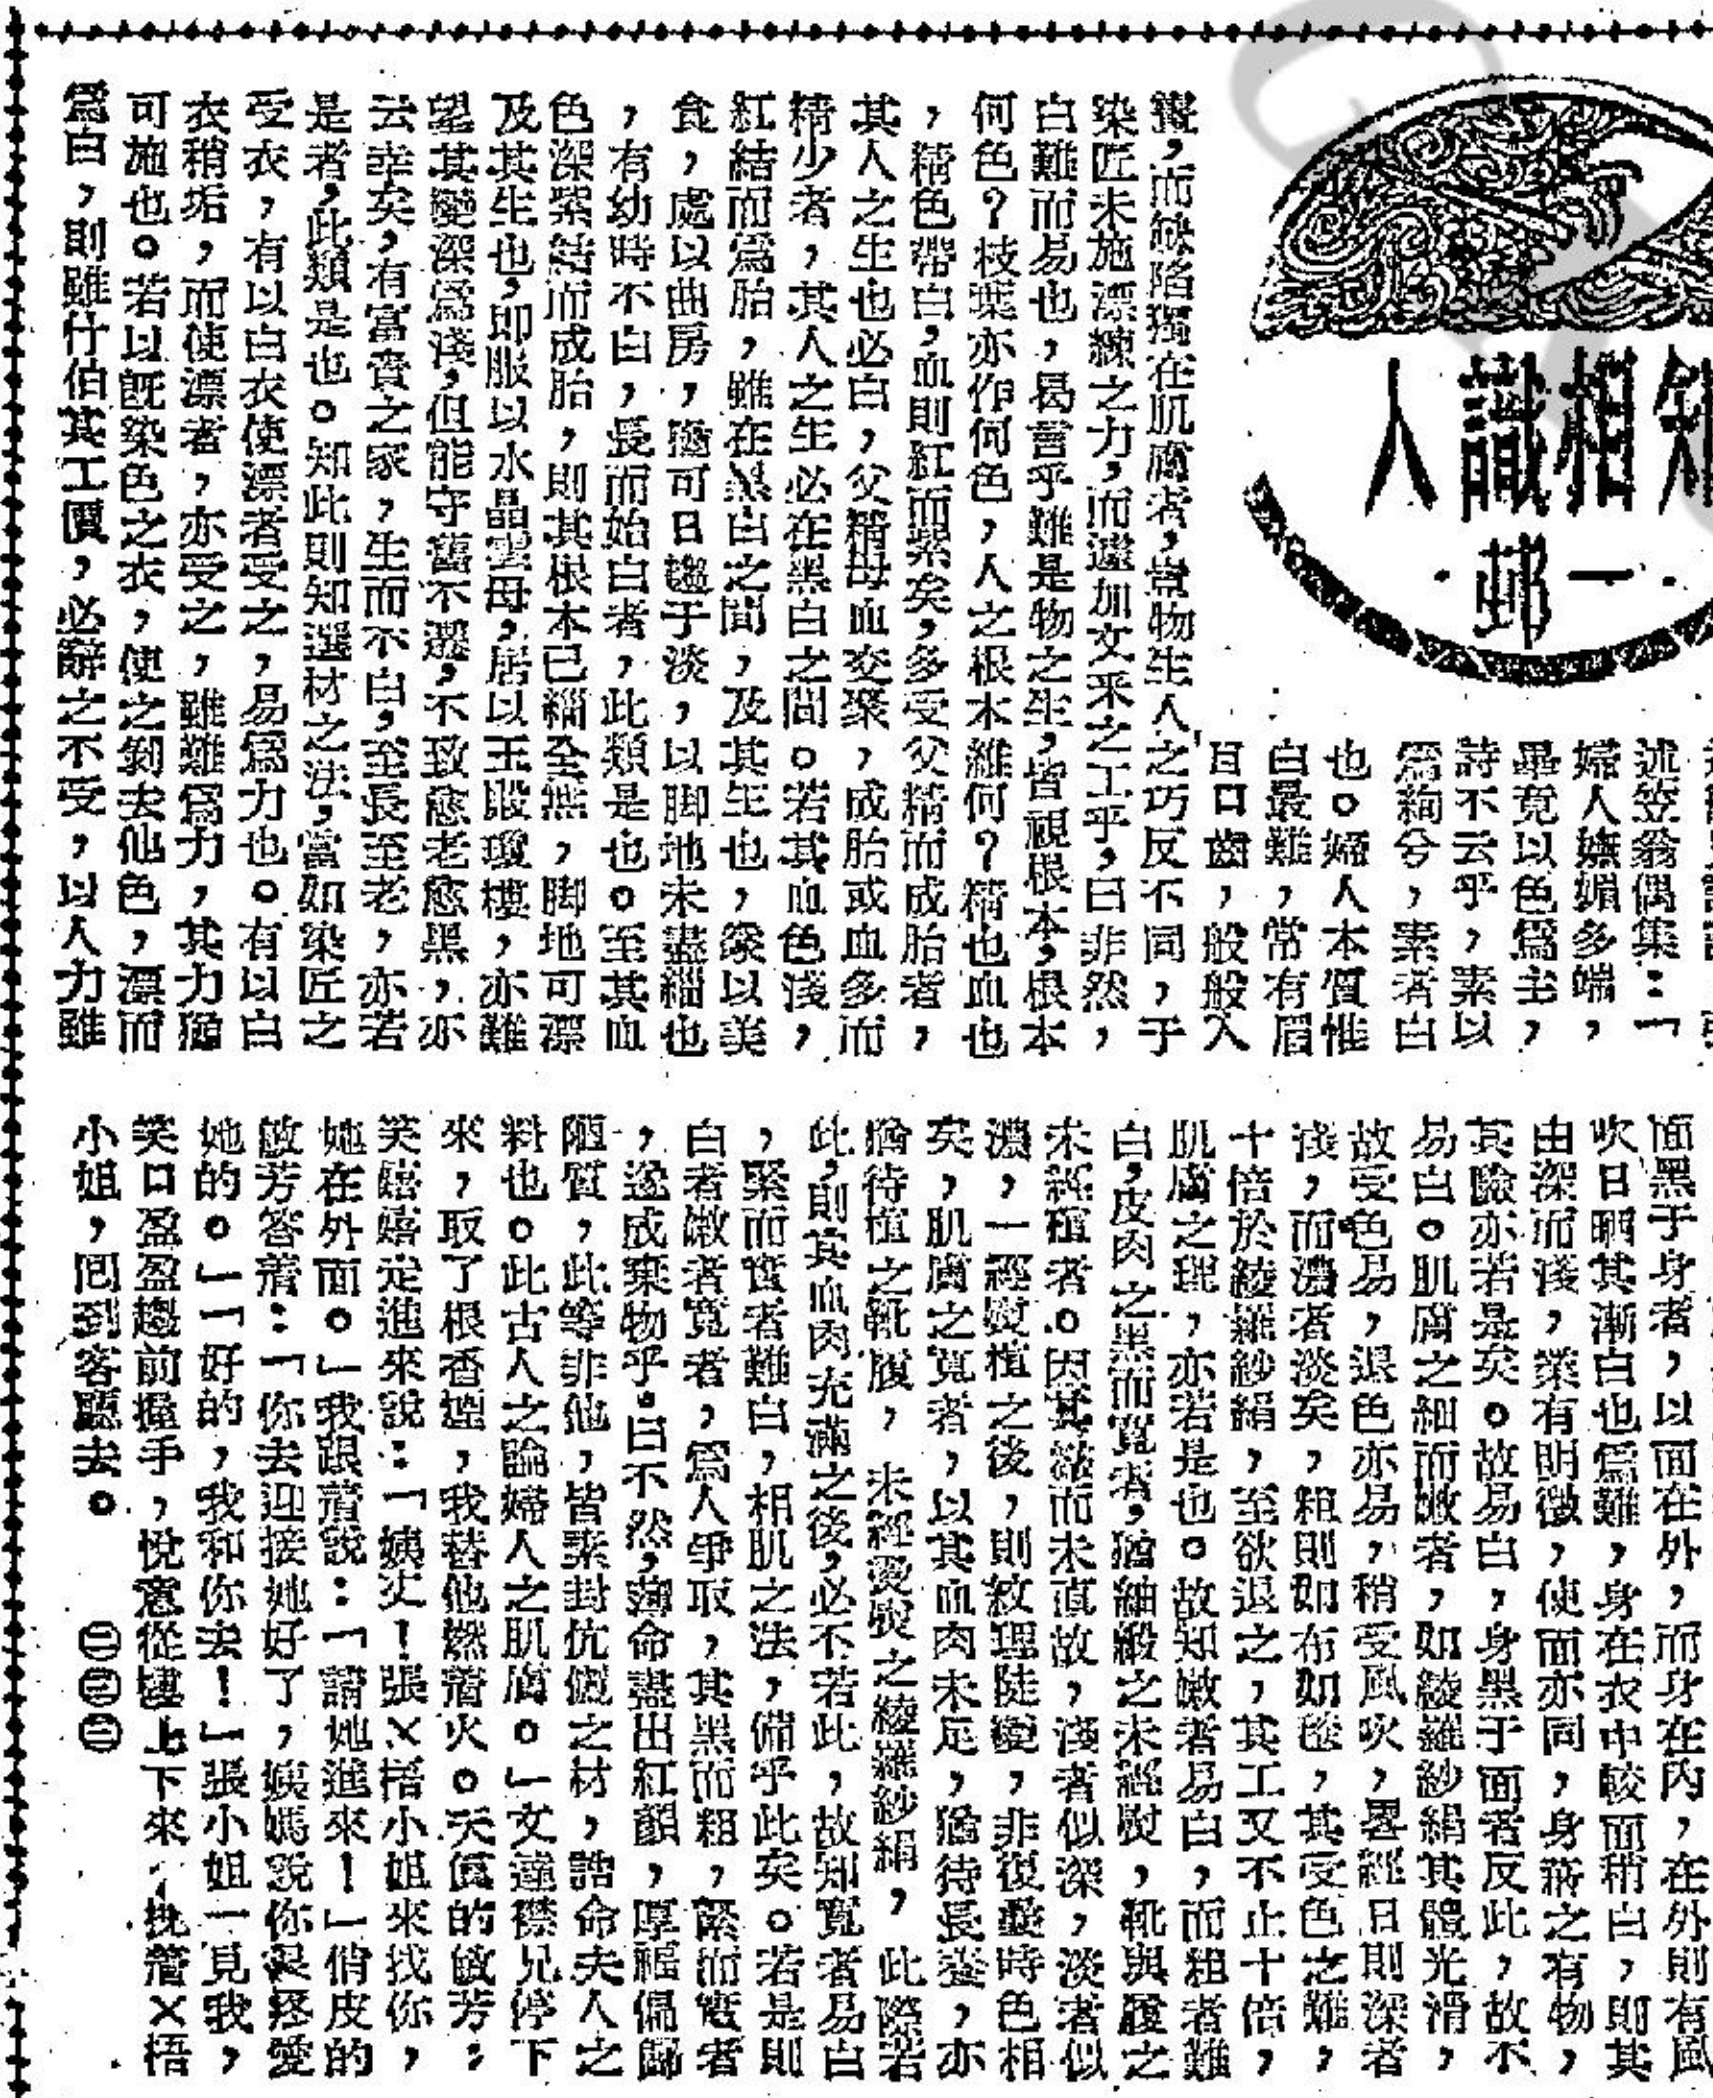 知相識人
·一邨·
述笠翁偶集：「
婦人嫵媚多端，
畢竟以色爲主，
詩不云乎，素以
爲絢兮，素者白
也。婦人本質惟
白最難，常有眉
目口齒，般般入
畫，而缺陷獨在肌膚者，豈物生人之巧反不同，于
染匠未施漂練之力，而遽加文采之工乎，曰非然，
白難而易也，曷言乎難是物之生，皆視根本，根本
何色？枝葉亦作何色，人之根本維何？精也血也
，精色帶白，血則紅而紫矣，多受父精而成胎者，
其人之生也必白，父精母血交聚，成胎或血多而
精少者，其人之生必在黑白之間。若其血色淺，
紅結而爲胎，雖在黑白之間，及其生也，豢以美
食，處以曲房，猶可日趨于淡，以脚地未盡緇也
，有幼時不白，長而始白者，此類是也。至其血
色深紫結而成胎，則其根本已緇全無，脚地可漂
及其生也，即服以水晶雲母，居以玉殿瓊樓，亦難
望其變深爲淺，但能守舊不遷，不致愈老愈黑，亦
云幸矣，有富貴之家，生而不白，至長至老，亦若
是者，此類是也。知此則知選材之法，當如染匠之
受衣，有以白衣使漂者受之，易爲力也。有以白
衣稍垢，而使漂者，亦受之，雖難爲力，其力猶
可施也。若以既染色之衣，使之剝去他色，漂而
爲白，則雖什伯其工價，必辭之不受，以人力雖
面黑于身者，以面在外，而身在內，在外則有風
吹日晒其漸白也爲難，身在衣中較面稍白，則其
由深而淺，業有明徵，使面亦同，身蔣之有物，
其險亦若是矣。故易白，身黑于面者反此，故不
易白。肌膚之細而嫩者，如綾羅紗絹其體光滑，
故受色易，退色亦易，稍受風吹，畧經日則深者
淺，而濃者淡矣，粗則如布如毯，其受色之難，
十倍於綾羅紗絹，至欲退之，其工又不止十倍，
肌膚之理，亦若是也。故知嫩者易白，而粗者難
白，皮肉之黑而寬者，猶紬緞之未經熨，靴與履之
未經楦者。因其皺而未直故，淺者似深，淡者似
濃，一經熨楦之後，則紋理陡變，非復曩時色相
矣，肌膚之寬者，以其血肉未足，猶待長養，亦
猶待楦之靴履，未經燙熨之綾羅紗絹，此際若
此，則其血肉充滿之後，必不若此，故知寬者易白
，緊而實者難白，相肌之法，備乎此矣。若是則
白者嫩者寬者，爲人爭取，其黑而粗，緊而實者
，遂成棄物乎。曰不然，薄命盡出紅顏，厚福偏歸
陋質，此等非他，皆素封伉儷之材，誥命夫人之
料也。此古人之論婦人之肌膚。」文達襟兄停下
來，取了根香煙，我替他燃着火。天眞的敏芳，
笑嘻嘻走進來說：「姨丈！張×梧小姐來找你，
她在外面。」我跟着說：「請她進來！」俏皮的
敏芳答着：「你去迎接她好了，姨媽說你最疼愛
她的。」「好的，我和你去！」張小姐一見我，
笑口盈盈趨前握手，悅意從樓上下來，挽着×梧
小姐，囘到客廳去。　㊁㊁㊁